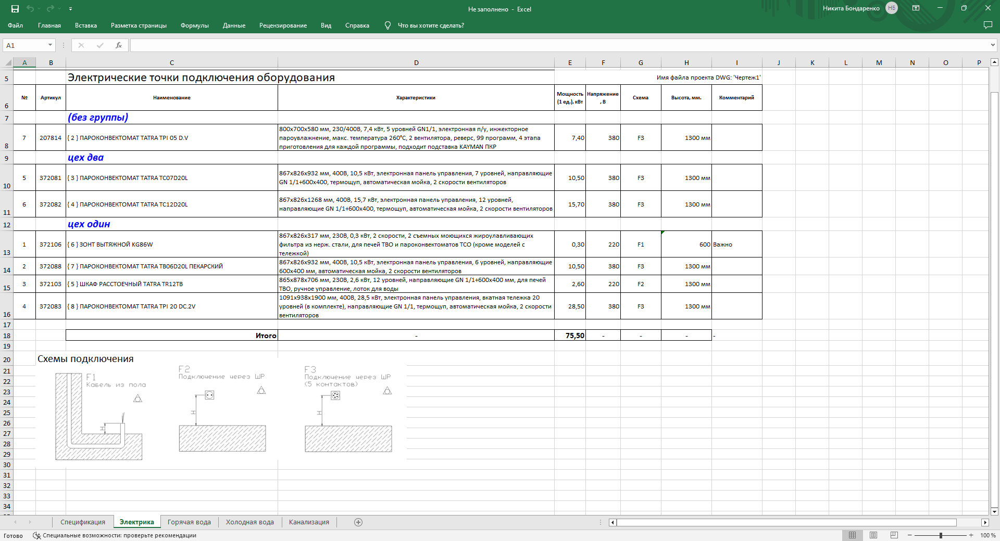 Не заполнено - Excel
Никита Бондаренко
НБ
Файл Главная Вставка Разметка страницы Формулы Данные Рецензирование Вид Справка Что вы хотите сделать?
A1
fx
A B C D E F G H I J K L M N O P
5 Электрические точки подключения оборудования Имя файла проекта DWG: 'Чертеж1'
6 № Артикул Наименование Характеристики Мощность (1 ед.), кВт Напряжение , В Схема Высота, мм. Комментарий
7 (без группы)
8 7 207814 { 2 } ПАРОКОНВЕКТОМАТ TATRA TPI 05 D.V
800х700х580 мм, 230/400В, 7,4 кВт, 5 уровней GN1/1, электронная п/у, инжекторное
пароувлажнение, макс. температура 260°С, 2 вентилятора, реверс, 99 программ, 4 этапа
приготовления для каждой программы, подходит подставка KAYMAN ПКР
7,40 380 F3 1300 мм
9 цех два
10 5 372081 { 3 } ПАРОКОНВЕКТОМАТ TATRA TC07D20L
867х826х932 мм, 400В, 10,5 кВт, электронная панель управления, 7 уровней, направляющие
GN 1/1+600х400, термощуп, автоматическая мойка, 2 скорости вентиляторов
10,50 380 F3 1300 мм
11 6 372082 { 4 } ПАРОКОНВЕКТОМАТ TATRA TC12D20L
867х826х1268 мм, 400В, 15,7 кВт, электронная панель управления, 12 уровней,
направляющие GN 1/1+600х400, термощуп, автоматическая мойка, 2 скорости вентиляторов
15,70 380 F3 1300 мм
12 цех один
13 1 372106 { 6 } ЗОНТ ВЫТЯЖНОЙ KG86W
867х826х317 мм, 230В, 0,3 кВт, 2 скорости, 2 съемных моющихся жироулавливающих
фильтра из нерж. стали, для печей ТВО и пароконвектоматов ТСО (кроме моделей с
тележкой)
0,30 220 F1 600 Важно
14 2 372088 { 7 } ПАРОКОНВЕКТОМАТ TATRA TB06D20L ПЕКАРСКИЙ
867х826х932 мм, 400В, 10,5 кВт, электронная панель управления, 6 уровней, направляющие
600х400 мм, автоматическая мойка, 2 скорости вентиляторов
10,50 380 F3 1300 мм
15 3 372103 { 5 } ШКАФ РАССТОЕЧНЫЙ TATRA TR12TB
865х878х706 мм, 230В, 2,6 кВт, 12 уровней, направляющие GN 1/1+600х400 мм, для печей
ТВО, ручное управление, лоток для воды
2,60 220 F2 1300 мм
16 4 372083 { 8 } ПАРОКОНВЕКТОМАТ TATRA TPI 20 DC.2V
1091х938х1900 мм, 400В, 28,5 кВт, электронная панель управления, вкатная тележка 20
уровней (в комплекте), направляющие GN 1/1, термощуп, автоматическая мойка, 2 скорости
вентиляторов
28,50 380 F3 1300 мм
17
18 Итого - 75,50 - - - -
19
20 Схемы подключения
21
22
23
24
25
26
27
28
29
30
31
32
33
34
F1
Кабель из пола
H
F2
Подключение через ШР
H
F3
Подключение через ШР
(5 контактов)
H
Спецификация Электрика Горячая вода Холодная вода Канализация
Готово Специальные возможности: проверьте рекомендации
100 %